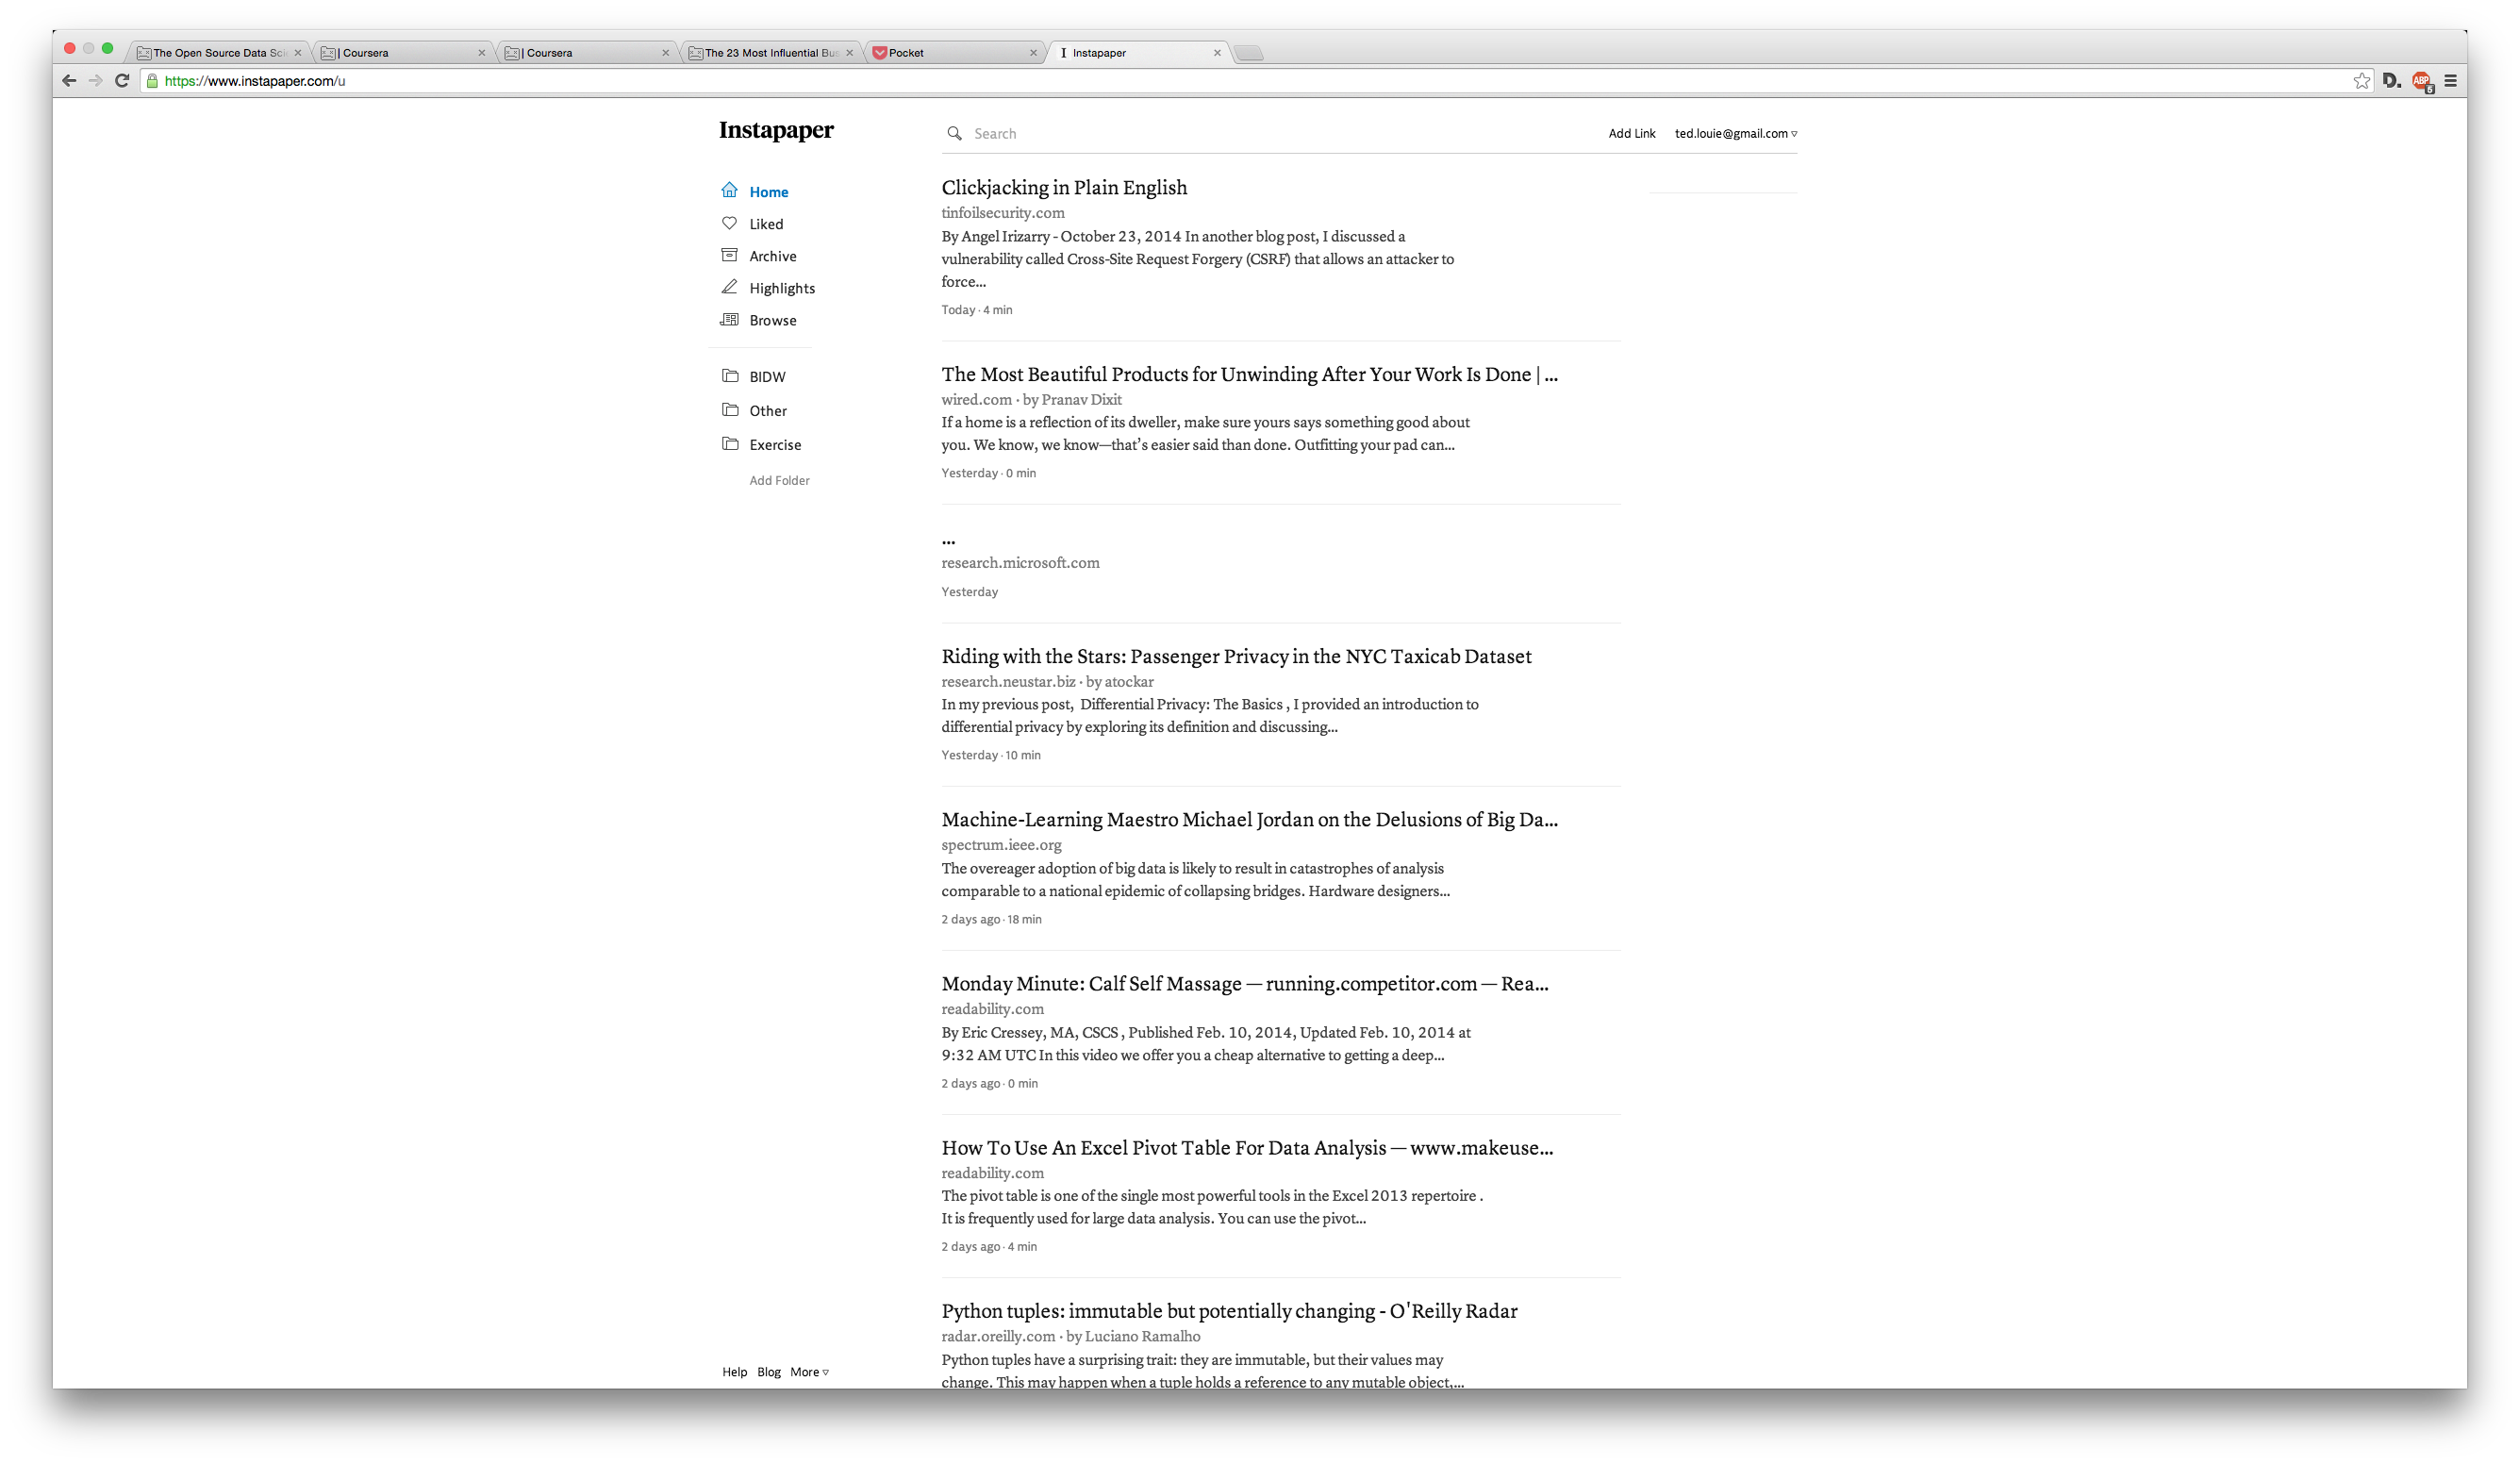 The Open Source Data Scie
| Coursera
| Coursera
The 23 Most Influential Bus
Pocket
I Instapaper
https://www.instapaper.com/u
D.
ABP
6
Instapaper
Search
Add Link
ted.louie@gmail.com
Home
Liked
Archive
Highlights
Browse
BIDW
Other
Exercise
Add Folder
Clickjacking in Plain English
tinfoilsecurity.com
By Angel Irizarry - October 23, 2014 In another blog post, I discussed a
vulnerability called Cross-Site Request Forgery (CSRF) that allows an attacker to
force...
Today · 4 min
The Most Beautiful Products for Unwinding After Your Work Is Done | ...
wired.com · by Pranav Dixit
If a home is a reflection of its dweller, make sure yours says something good about
you. We know, we know—that's easier said than done. Outfitting your pad can...
Yesterday · 0 min
...
research.microsoft.com
Yesterday
Riding with the Stars: Passenger Privacy in the NYC Taxicab Dataset
research.neustar.biz · by atockar
In my previous post,  Differential Privacy: The Basics , I provided an introduction to
differential privacy by exploring its definition and discussing...
Yesterday · 10 min
Machine-Learning Maestro Michael Jordan on the Delusions of Big Da...
spectrum.ieee.org
The overeager adoption of big data is likely to result in catastrophes of analysis
comparable to a national epidemic of collapsing bridges. Hardware designers...
2 days ago · 18 min
Monday Minute: Calf Self Massage — running.competitor.com — Rea...
readability.com
By Eric Cressey, MA, CSCS , Published Feb. 10, 2014, Updated Feb. 10, 2014 at
9:32 AM UTC In this video we offer you a cheap alternative to getting a deep...
2 days ago · 0 min
How To Use An Excel Pivot Table For Data Analysis — www.makeuse...
readability.com
The pivot table is one of the single most powerful tools in the Excel 2013 repertoire .
It is frequently used for large data analysis. You can use the pivot...
2 days ago · 4 min
Python tuples: immutable but potentially changing - O'Reilly Radar
radar.oreilly.com · by Luciano Ramalho
Python tuples have a surprising trait: they are immutable, but their values may
change. This may happen when a tuple holds a reference to any mutable object,...
Help
Blog
More